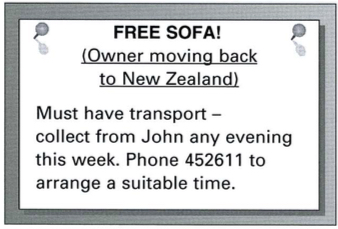 FREE SOFA!
(Owner moving back
to New Zealand)
Must have transport –
collect from John any evening
this week. Phone 452611 to
arrange a suitable time.